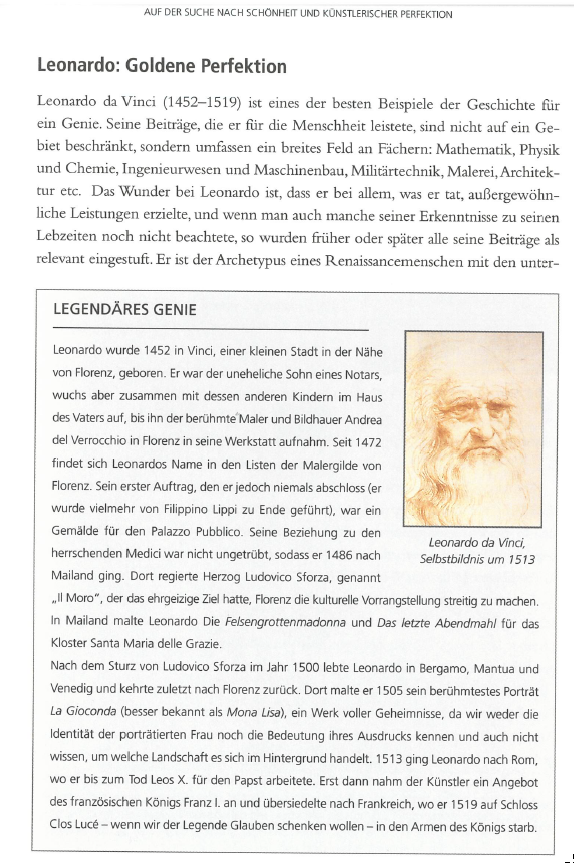 AUF DER SUCHE NACH SCHÖNHEIT UND KÜNSTLERISCHER PERFEKTION
Leonardo: Goldene Perfektion
Leonardo da Vinci (1452–1519) ist eines der besten Beispiele der Geschichte für
ein Genie. Seine Beiträge, die er für die Menschheit leistete, sind nicht auf ein Ge-
biet beschränkt, sondern umfassen ein breites Feld an Fächern: Mathematik, Physik
und Chemie, Ingenieurwesen und Maschinenbau, Militärtechnik, Malerei, Architek-
tur etc. Das Wunder bei Leonardo ist, dass er bei allem, was er tat, außergewöhn-
liche Leistungen erzielte, und wenn man auch manche seiner Erkenntnisse zu seinen
Lebzeiten noch nicht beachtete, so wurden früher oder später alle seine Beiträge als
relevant eingestuft. Er ist der Archetypus eines Renaissancemenschen mit den unter-
LEGENDÄRES GENIE
Leonardo wurde 1452 in Vinci, einer kleinen Stadt in der Nähe
von Florenz, geboren. Er war der uneheliche Sohn eines Notars,
wuchs aber zusammen mit dessen anderen Kindern im Haus
des Vaters auf, bis ihn der berühmte Maler und Bildhauer Andrea
del Verrocchio in Florenz in seine Werkstatt aufnahm. Seit 1472
findet sich Leonardos Name in den Listen der Malergilde von
Florenz. Sein erster Auftrag, den er jedoch niemals abschloss (er
wurde vielmehr von Filippino Lippi zu Ende geführt), war ein
Gemälde für den Palazzo Pubblico. Seine Beziehung zu den
herrschenden Medici war nicht ungetrübt, sodass er 1486 nach
Mailand ging. Dort regierte Herzog Ludovico Sforza, genannt
„Il Moro“, der das ehrgeizige Ziel hatte, Florenz die kulturelle Vorrangstellung streitig zu machen.
In Mailand malte Leonardo Die Felsengrottenmadonna und Das letzte Abendmahl für das
Kloster Santa Maria delle Grazie.
Nach dem Sturz von Ludovico Sforza im Jahr 1500 lebte Leonardo in Bergamo, Mantua und
Venedig und kehrte zuletzt nach Florenz zurück. Dort malte er 1505 sein berühmtestes Porträt
La Gioconda (besser bekannt als Mona Lisa), ein Werk voller Geheimnisse, da wir weder die
Identität der porträtierten Frau noch die Bedeutung ihres Ausdrucks kennen und auch nicht
wissen, um welche Landschaft es sich im Hintergrund handelt. 1513 ging Leonardo nach Rom,
wo er bis zum Tod Leos X. für den Papst arbeitete. Erst dann nahm der Künstler ein Angebot
des französischen Königs Franz I. an und übersiedelte nach Frankreich, wo er 1519 auf Schloss
Clos Lucé – wenn wir der Legende Glauben schenken wollen – in den Armen des Königs starb.
Leonardo da Vinci,
Selbstbildnis um 1513